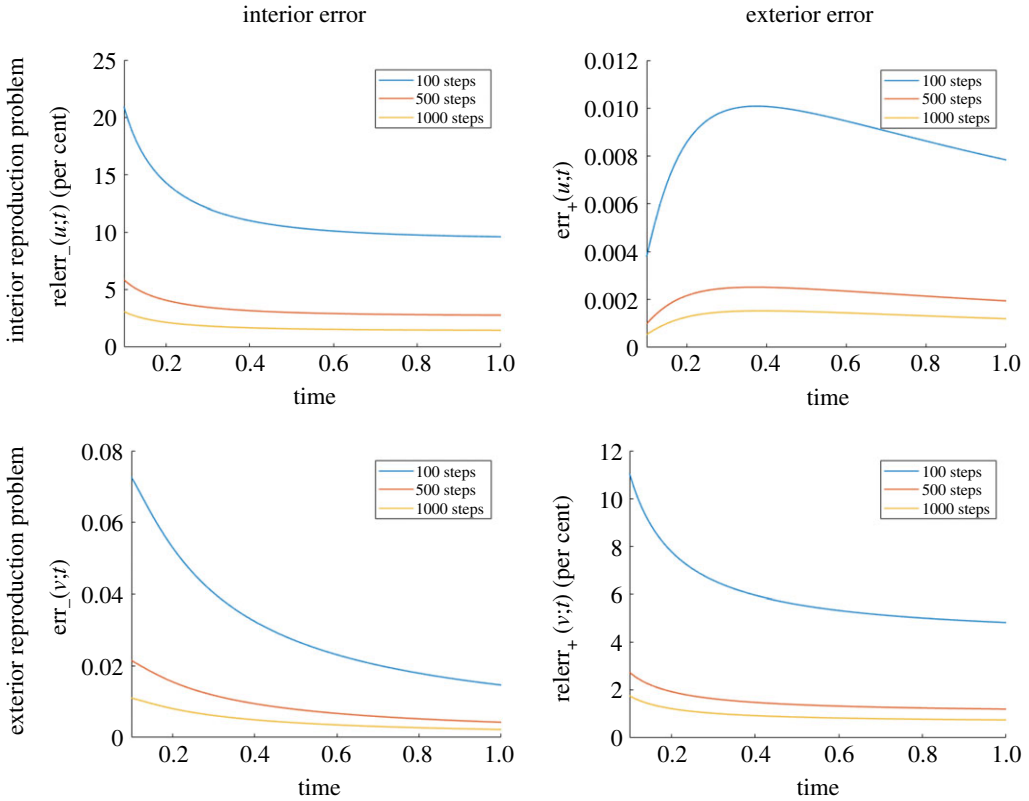 interior error
exterior error
interior reproduction problem
relerr_(u;t) (per cent)
25
20
15
10
5
0
0.2
0.4
0.6
0.8
1.0
time
100 steps
500 steps
1000 steps
err₊(u;t)
0.012
0.010
0.008
0.006
0.004
0.002
0
0.2
0.4
0.6
0.8
1.0
time
100 steps
500 steps
1000 steps
exterior reproduction problem
err_(v;t)
0.08
0.06
0.04
0.02
0
0.2
0.4
0.6
0.8
1.0
time
100 steps
500 steps
1000 steps
relerr₊ (v;t) (per cent)
12
10
8
6
4
2
0
0.2
0.4
0.6
0.8
1.0
time
100 steps
500 steps
1000 steps